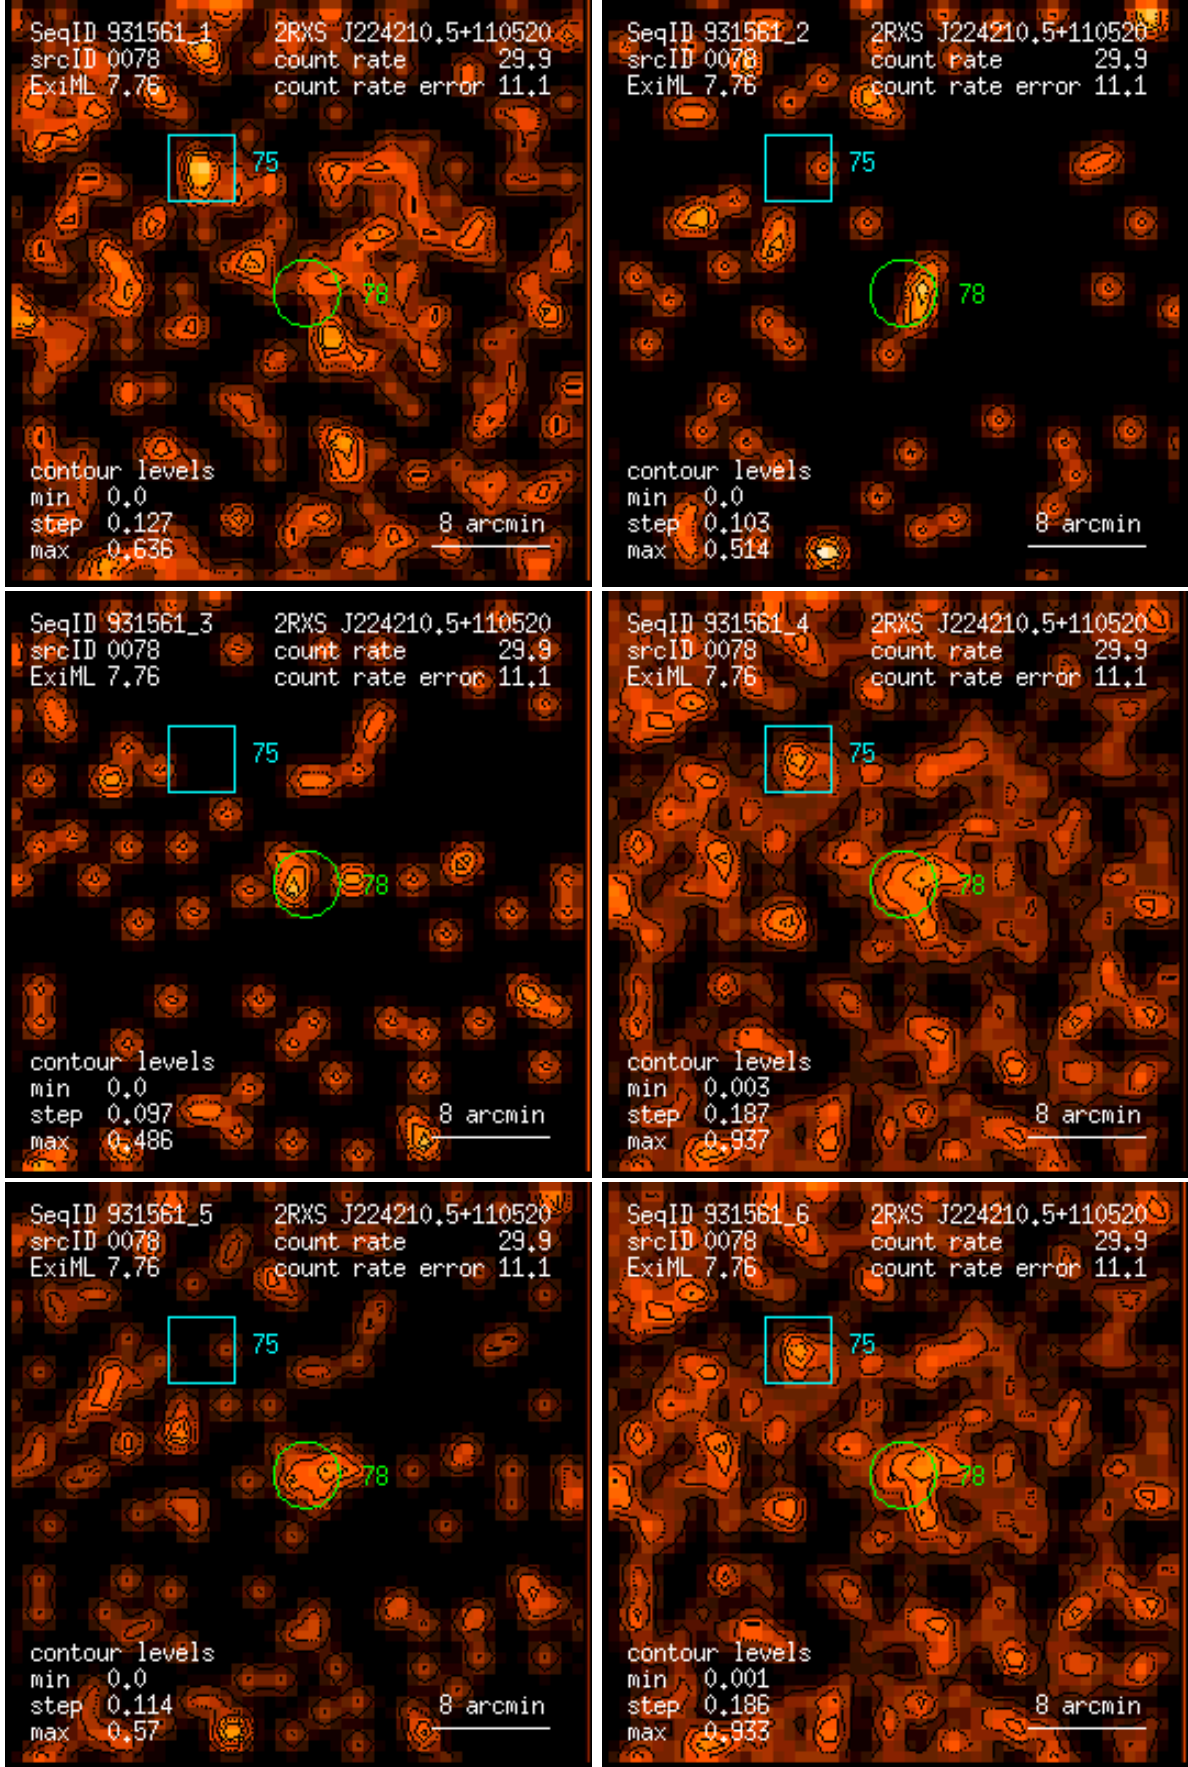 SeqID 931561_1 2RXS J224210.5+110520
srcID 0078 count rate 29.9
ExiML 7.76 count rate error 11.1
75
78
contour levels
min 0.0
step 0.127 8 arcmin
max 0.636
SeqID 931561_2 2RXS J224210.5+110520
srcID 0078 count rate 29.9
ExiML 7.76 count rate error 11.1
75
78
contour levels
min 0.0
step 0.103 8 arcmin
max 0.514
SeqID 931561_3 2RXS J224210.5+110520
srcID 0078 count rate 29.9
ExiML 7.76 count rate error 11.1
75
78
contour levels
min 0.0
step 0.097 8 arcmin
max 0.486
SeqID 931561_4 2RXS J224210.5+110520
srcID 0078 count rate 29.9
ExiML 7.76 count rate error 11.1
75
78
contour levels
min 0.003
step 0.187 8 arcmin
max 0.937
SeqID 931561_5 2RXS J224210.5+110520
srcID 0078 count rate 29.9
ExiML 7.76 count rate error 11.1
75
78
contour levels
min 0.0
step 0.114 8 arcmin
max 0.57
SeqID 931561_6 2RXS J224210.5+110520
srcID 0078 count rate 29.9
ExiML 7.76 count rate error 11.1
75
78
contour levels
min 0.001
step 0.186 8 arcmin
max 0.933